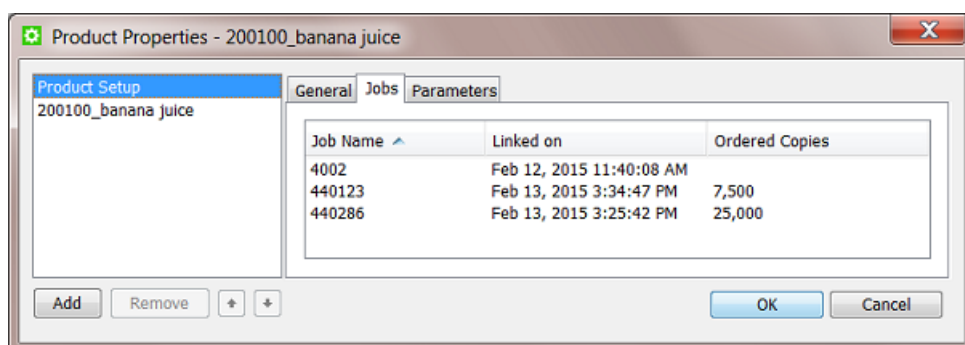 Product Properties - 200100_banana juice
Product Setup
200100_banana juice
General Jobs Parameters
Job Name Linked on Ordered Copies
4002 Feb 12, 2015 11:40:08 AM
440123 Feb 13, 2015 3:34:47 PM 7,500
440286 Feb 13, 2015 3:25:42 PM 25,000
Add Remove OK Cancel